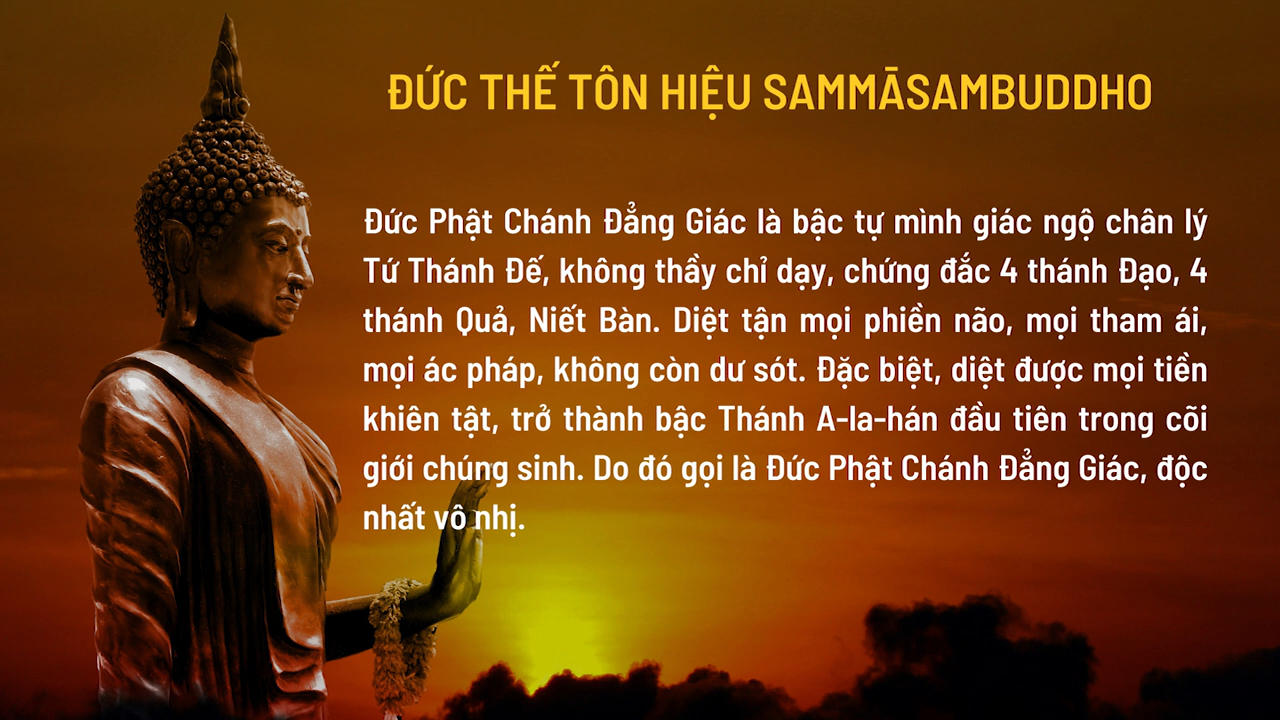 ĐỨC THẾ TÔN HIỆU SAMMĀSAMBUDDHO
Đức Phật Chánh Đẳng Giác là bậc tự mình giác ngộ chân lý
Tứ Thánh Đế, không thầy chỉ dạy, chứng đắc 4 thánh Đạo, 4
thánh Quả, Niết Bàn. Diệt tận mọi phiền não, mọi tham ái,
mọi ác pháp, không còn dư sót. Đặc biệt, diệt được mọi tiền
khiên tật, trở thành bậc Thánh A-la-hán đầu tiên trong cõi
giới chúng sinh. Do đó gọi là Đức Phật Chánh Đẳng Giác, độc
nhất vô nhị.